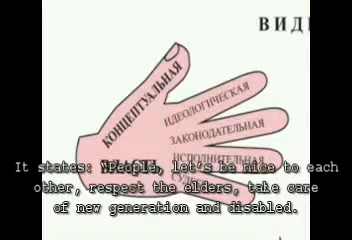 ВИДЫ
КОНЦЕПТУАЛЬНАЯ
ИДЕОЛОГИЧЕСКАЯ
ЗАКОНОДАТЕЛЬНАЯ
ИСПОЛНИТЕЛЬНАЯ
ВЛАСТЬ
It states: "People, let's be nice to each
other, respect the elders, take care
of new generation and disabled.